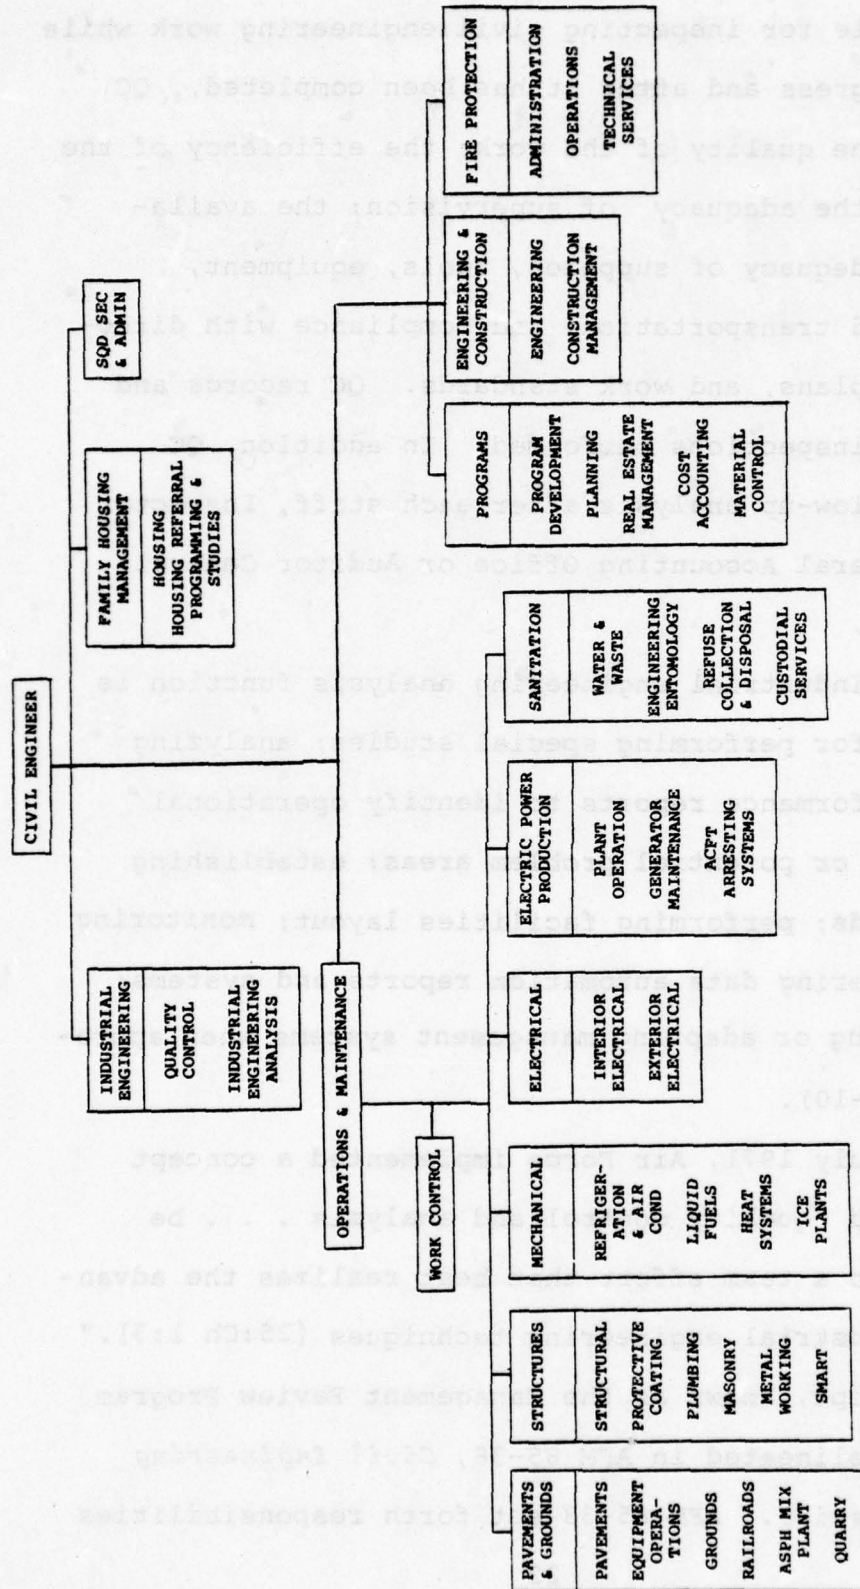 CIVIL ENGINEER
INDUSTRIAL
ENGINEERING
QUALITY
CONTROL
INDUSTRIAL
ENGINEERING
ANALYSIS
FAMILY HOUSING
MANAGEMENT
HOUSING
HOUSING REFERRAL
PROGRAMMING &
STUDIES
SQD SEC
& ADMIN
OPERATIONS & MAINTENANCE
WORK CONTROL
PROGRAMS
PROGRAM
DEVELOPMENT
PLANNING
REAL ESTATE
MANAGEMENT
COST
ACCOUNTING
MATERIAL
CONTROL
ENGINEERING &
CONSTRUCTION
ENGINEERING
CONSTRUCTION
MANAGEMENT
FIRE PROTECTION
ADMINISTRATION
OPERATIONS
TECHNICAL
SERVICES
PAVEMENTS
& GROUNDS
PAVEMENTS
EQUIPMENT
OPERA-
TIONS
GROUNDS
RAILROADS
ASPH MIX
PLANT
QUARY
STRUCTURES
STRUCTURAL
PROTECTIVE
COATING
PLUMBING
MASONRY
METAL
WORKING
SMART
MECHANICAL
REFRIGER-
ATION
& AIR
COND
LIQUID
FUELS
HEAT
SYSTEMS
ICE
PLANTS
ELECTRICAL
INTERIOR
ELECTRICAL
EXTERIOR
ELECTRICAL
ELECTRIC POWER
PRODUCTION
PLANT
OPERATION
GENERATOR
MAINTENANCE
ACFT
ARRESTING
SYSTEMS
SANITATION
WATER &
WASTE
ENGINEERING
ENTOMOLOGY
REFUSE
COLLECTION
& DISPOSAL
CUSTODIAL
SERVICES